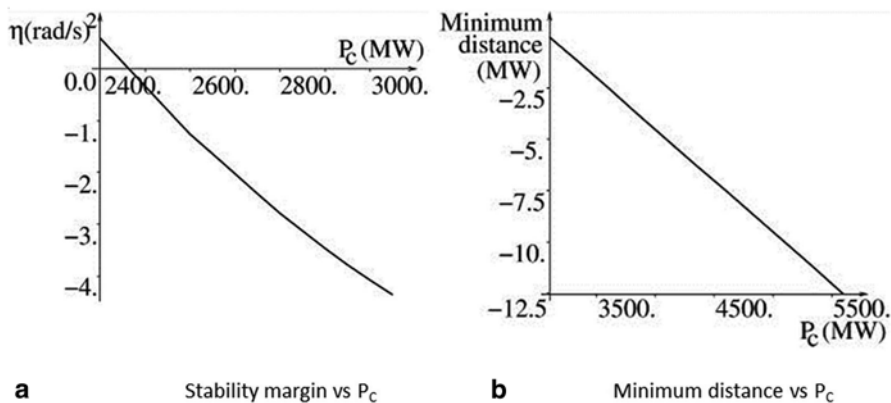 η(rad/s)²
P_C (MW)
0.0
2400.
2600.
2800.
3000.
−1.
−2.
−3.
−4.
Minimum
distance
(MW)
−2.5
−5.
−7.5
−10.
−12.5
3500.
4500.
5500.
P_C (MW)
a Stability margin vs P_C
b Minimum distance vs P_C